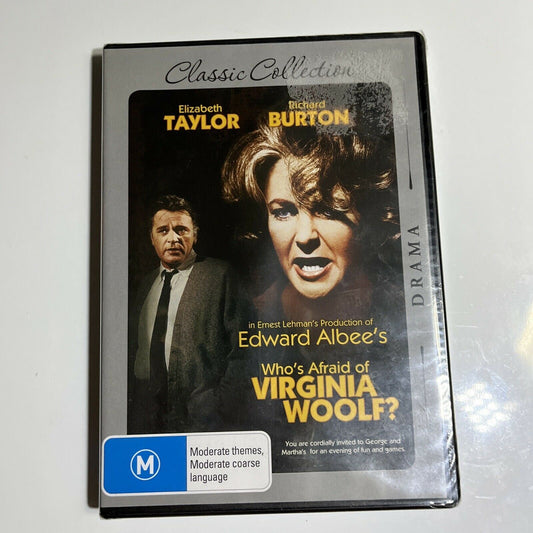 Classic Collection
Elizabeth
TAYLOR
Richard
BURTON
DRAMA
in Ernest Lehman's Production of
Edward Albee's
Who's Afraid of
VIRGINIA
WOOLF?
You are cordially invited to George and
Martha's for an evening of fun and games.
M
Moderate themes,
Moderate coarse
language